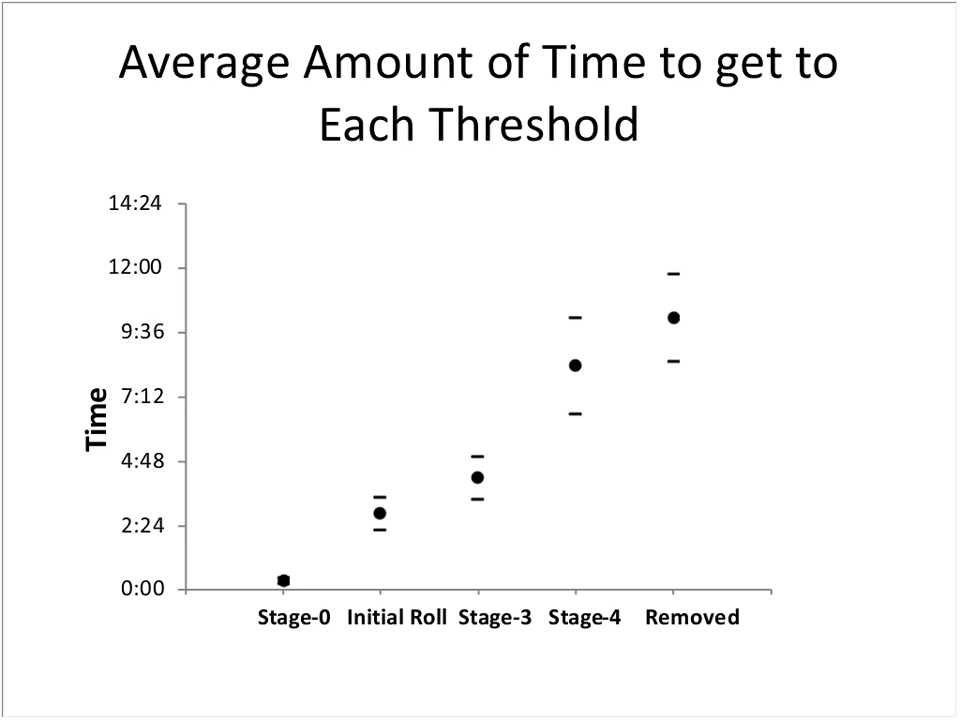 Average Amount of Time to get to
Each Threshold
14:24
12:00
9:36
7:12
4:48
2:24
0:00
Time
Stage-0 Initial Roll Stage-3 Stage-4 Removed